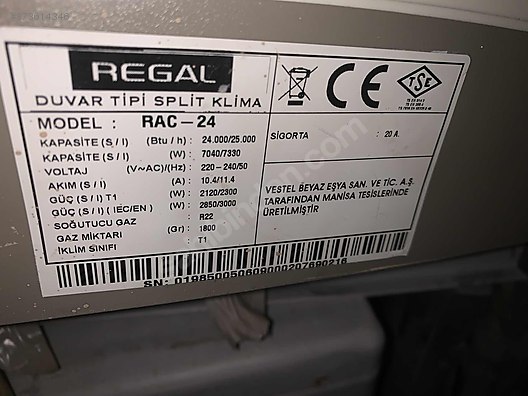 REGAL
DUVAR TİPİ SPLIT KLİMA
MODEL : RAC-24
KAPASİTE (S / I) (Btu / h) : 24.000/25.000
KAPASİTE (S / I) (W) : 7040/7330
VOLTAJ (V~AC)/(Hz) : 220-240/50
AKIM (S / I) (A) : 10.4/11.4
GÜÇ (S / I) T1 (W) : 2120/2300
GÜÇ (S / I) (IEC/EN) (W) : 2850/3000
SOĞUTUCU GAZ : R22
GAZ MİKTARI (Gr) : 1800
İKLİM SINIFI : T1
CE
TSE
SİGORTA : 20 A.
VESTEL BEYAZ EŞYA SAN. VE TİC. A.Ş.
TARAFINDAN MANİSA TESİSLERİNDE
ÜRETİLMİŞTİR
sahibinden.com